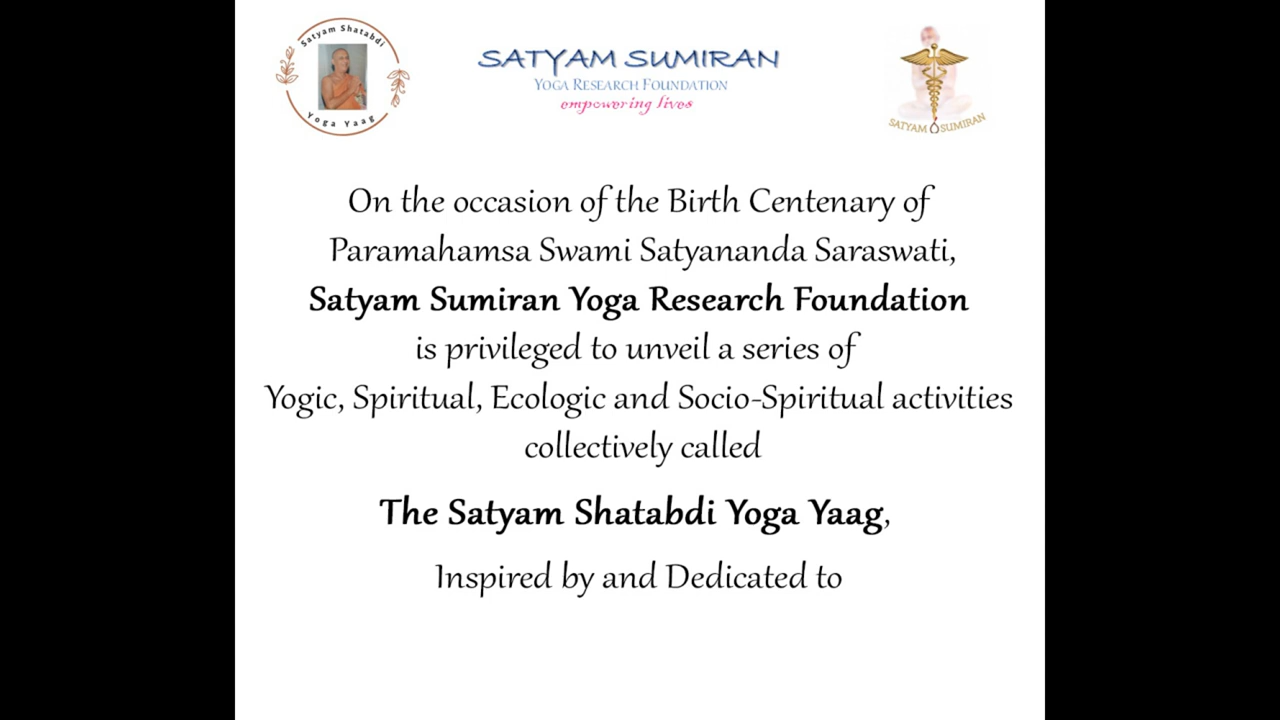 Satyam Shatabdi
Yoga Yaag
SATYAM SUMIRAN
YOGA RESEARCH FOUNDATION
empowering lives
SATYAM SUMIRAN
On the occasion of the Birth Centenary of
Paramahamsa Swami Satyananda Saraswati,
Satyam Sumiran Yoga Research Foundation
is privileged to unveil a series of
Yogic, Spiritual, Ecologic and Socio-Spiritual activities
collectively called
The Satyam Shatabdi Yoga Yaag,
Inspired by and Dedicated to